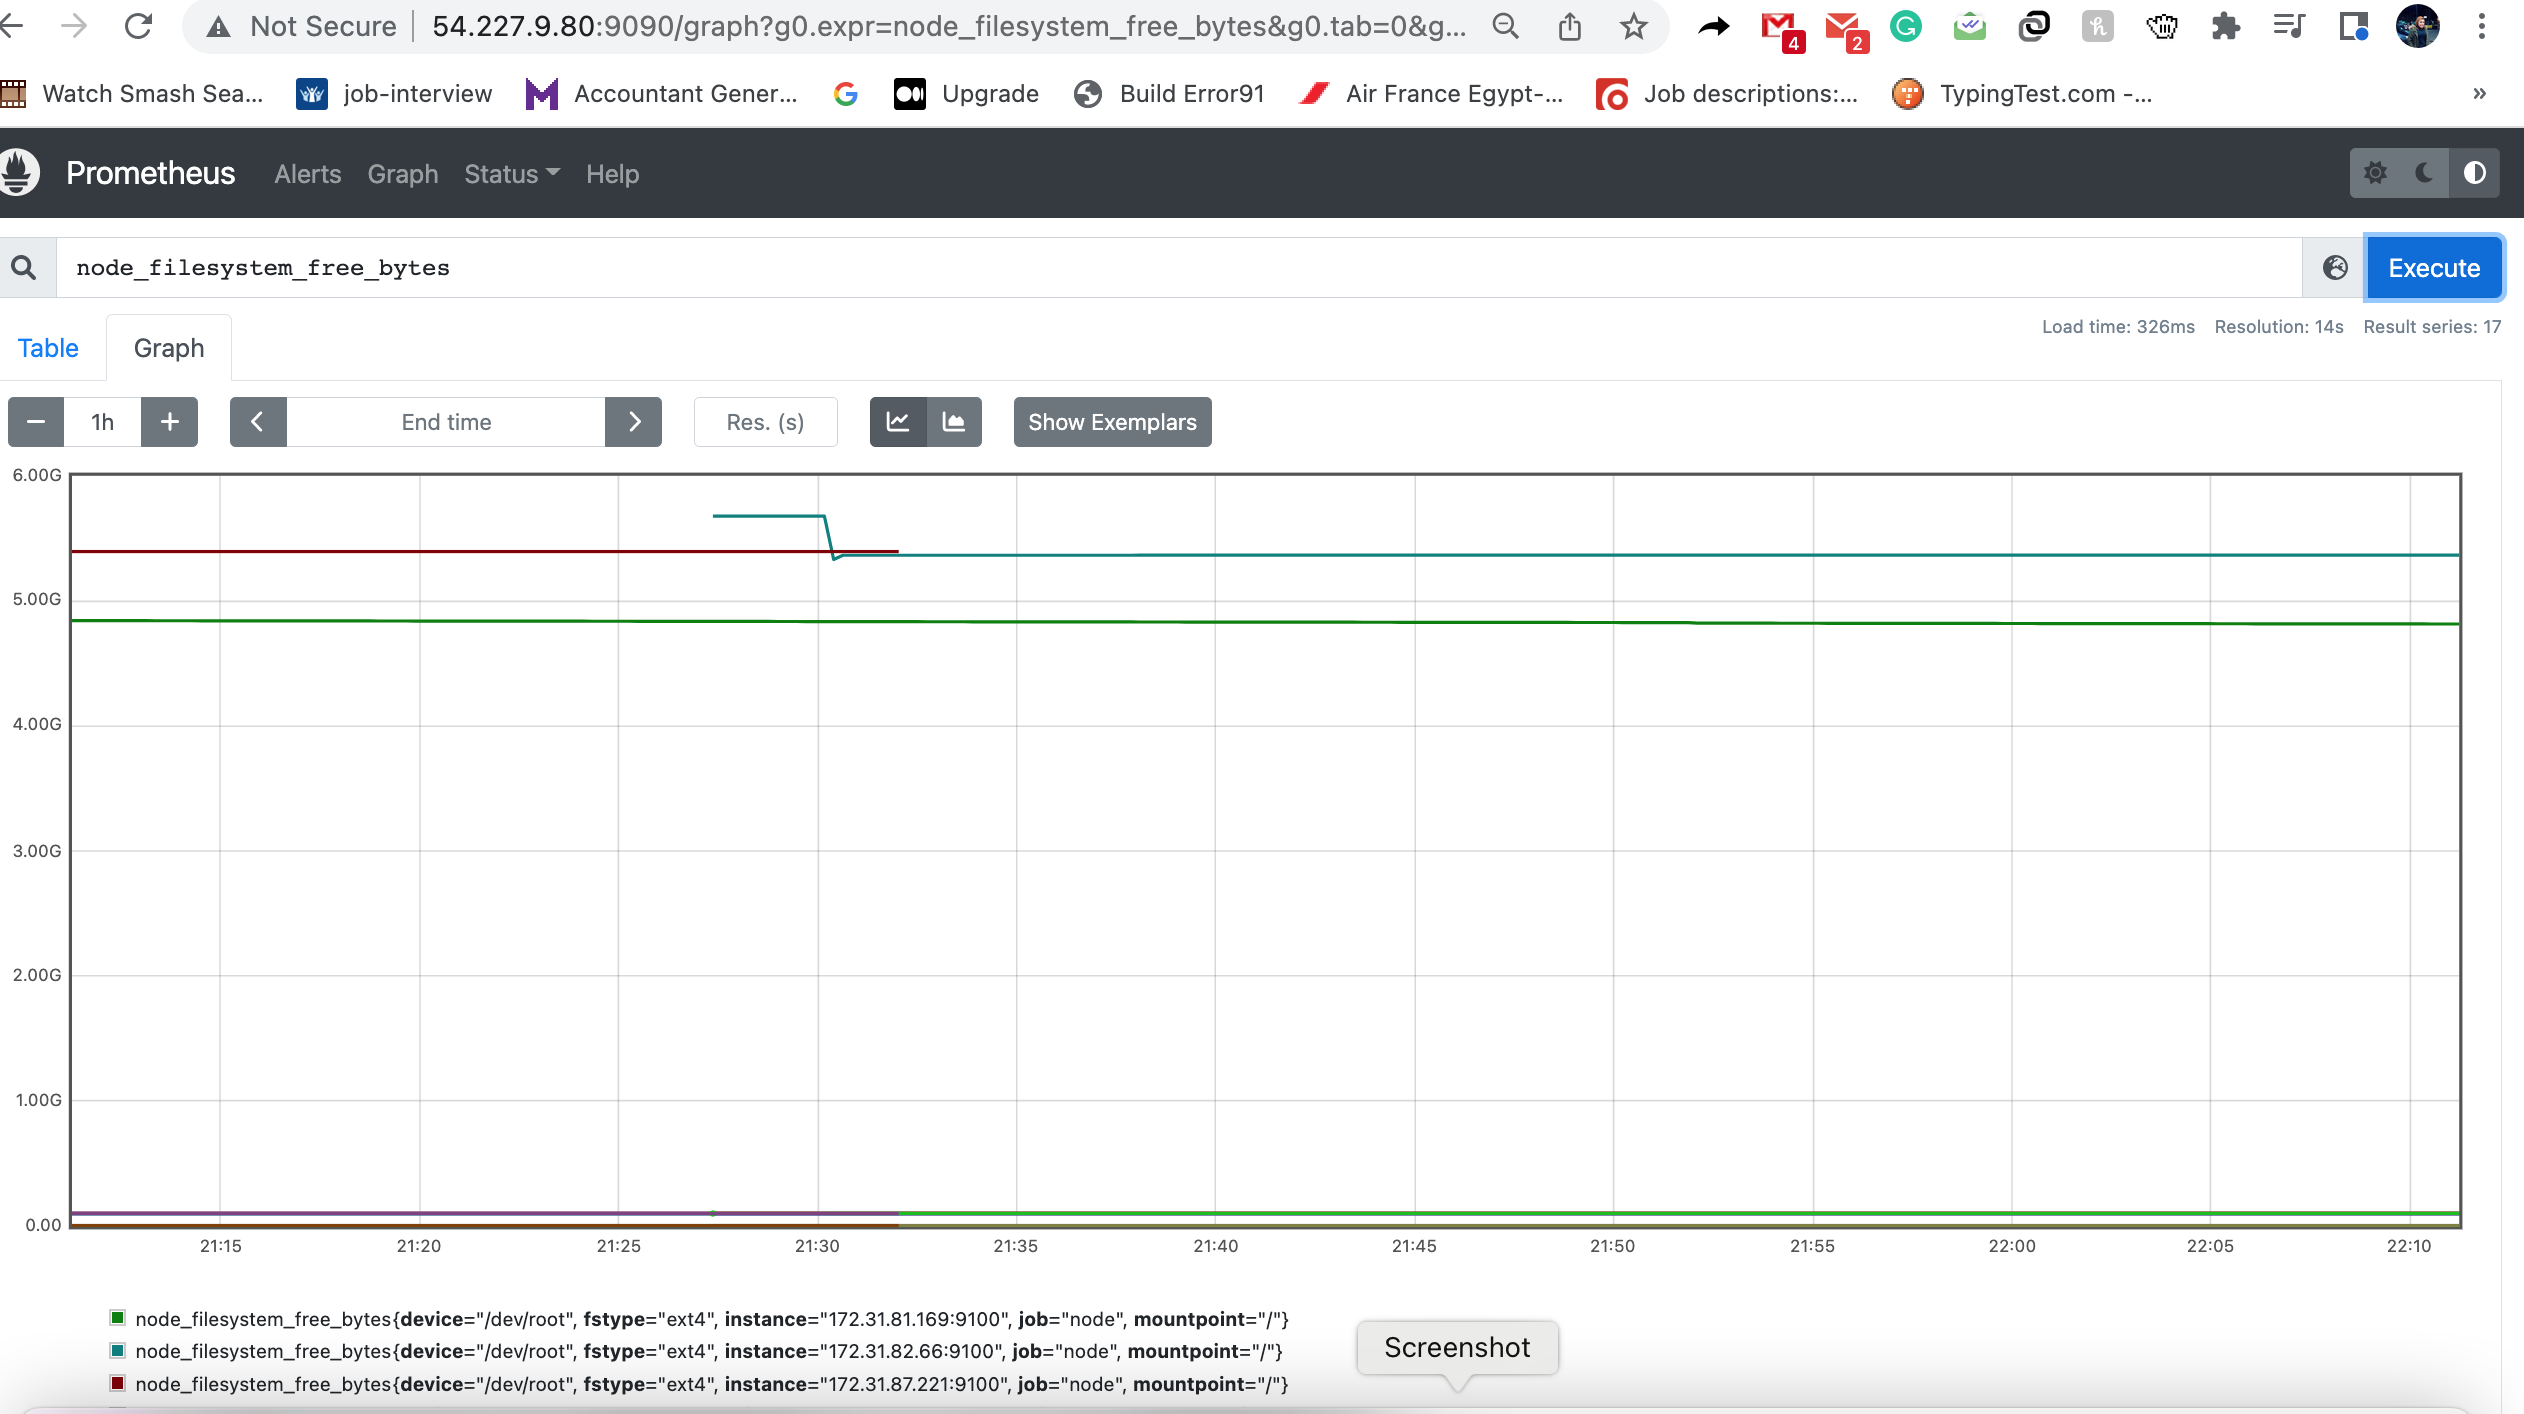 Not Secure 54.227.9.80:9090/graph?g0.expr=node_filesystem_free_bytes&g0.tab=0&g...
4
2
Watch Smash Sea...
job-interview
Accountant Gener...
Upgrade
Build Error91
Air France Egypt-...
Job descriptions:...
TypingTest.com -...
»
Prometheus
Alerts
Graph
Status
Help
node_filesystem_free_bytes
Execute
Load time: 326ms Resolution: 14s Result series: 17
Table
Graph
− 1h +
End time
Res. (s)
Show Exemplars
6.00G
5.00G
4.00G
3.00G
2.00G
1.00G
0.00
21:15 21:20 21:25 21:30 21:35 21:40 21:45 21:50 21:55 22:00 22:05 22:10
node_filesystem_free_bytes{device="/dev/root", fstype="ext4", instance="172.31.81.169:9100", job="node", mountpoint="/"}
node_filesystem_free_bytes{device="/dev/root", fstype="ext4", instance="172.31.82.66:9100", job="node", mountpoint="/"}
node_filesystem_free_bytes{device="/dev/root", fstype="ext4", instance="172.31.87.221:9100", job="node", mountpoint="/"}
Screenshot